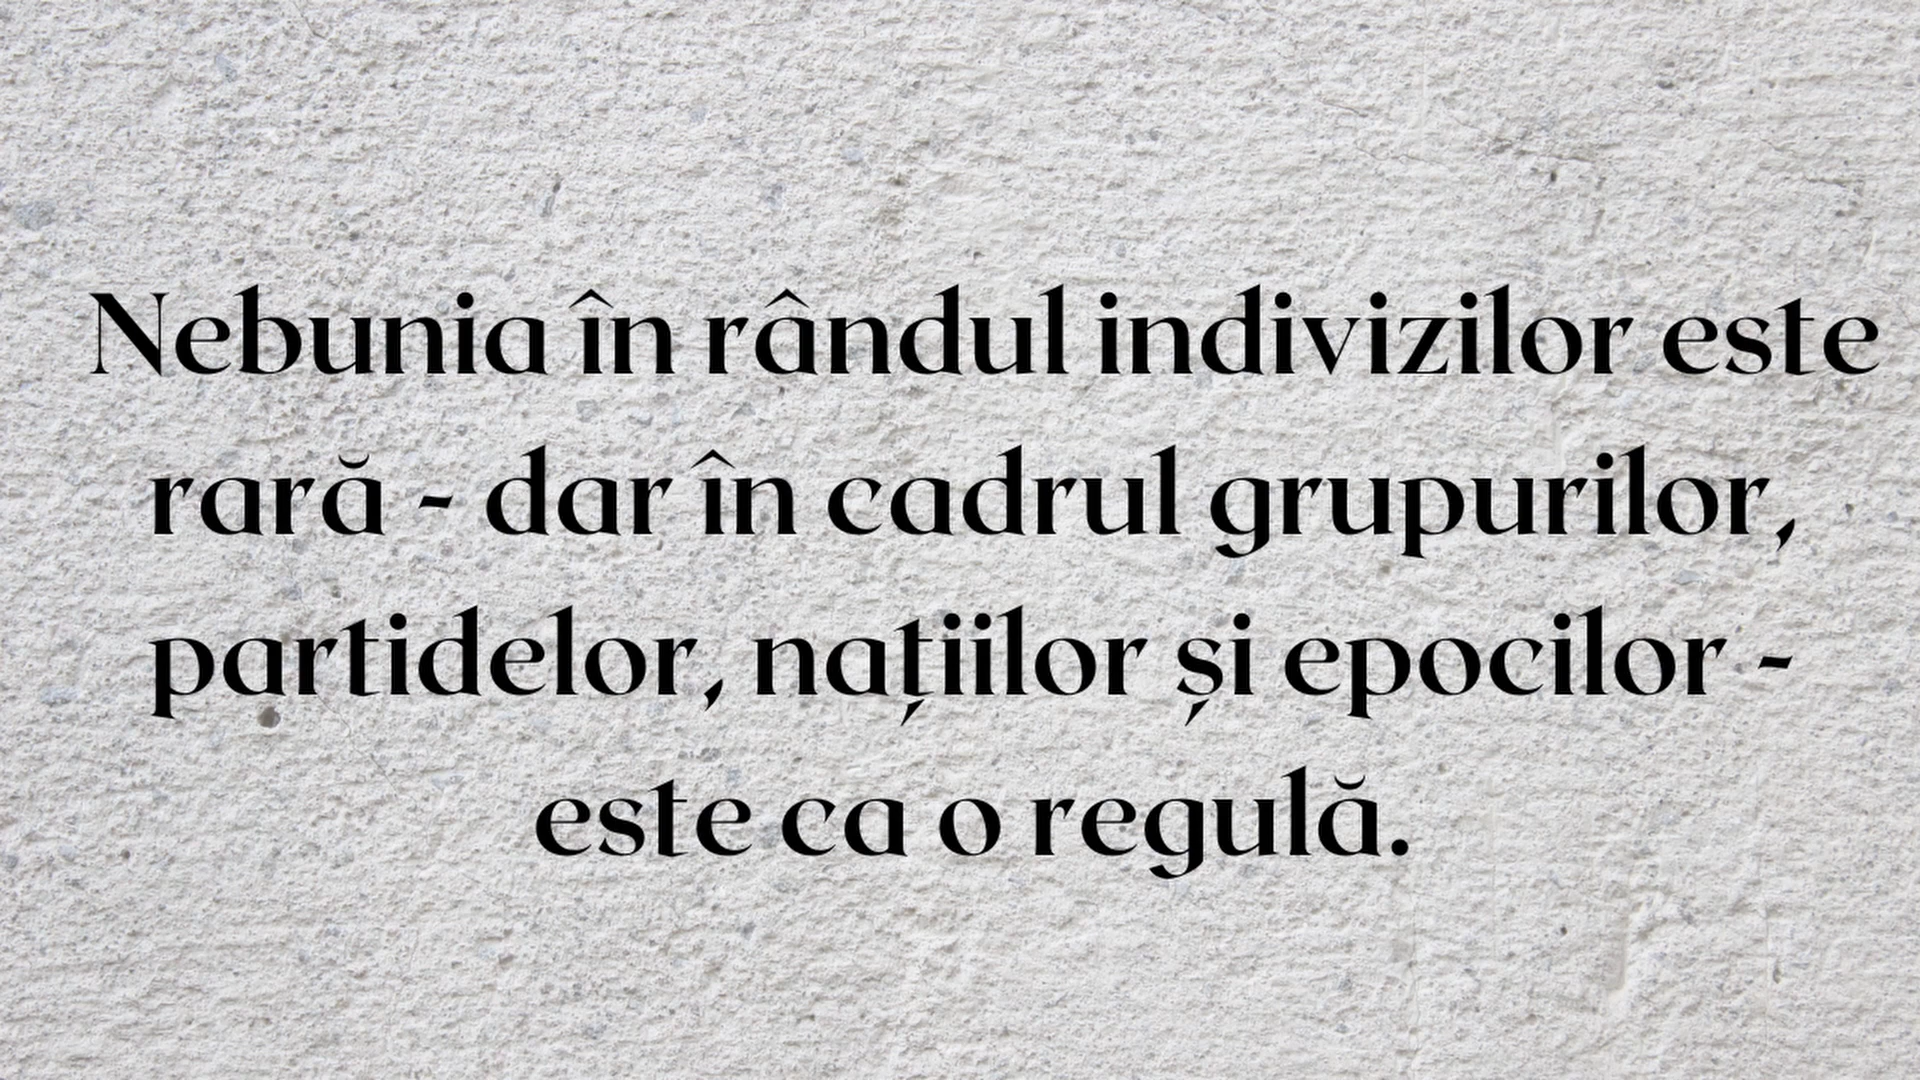 Nebunia în rândul indivizilor este
rară - dar în cadrul grupurilor,
partidelor, națiilor și epocilor -
este ca o regulă.